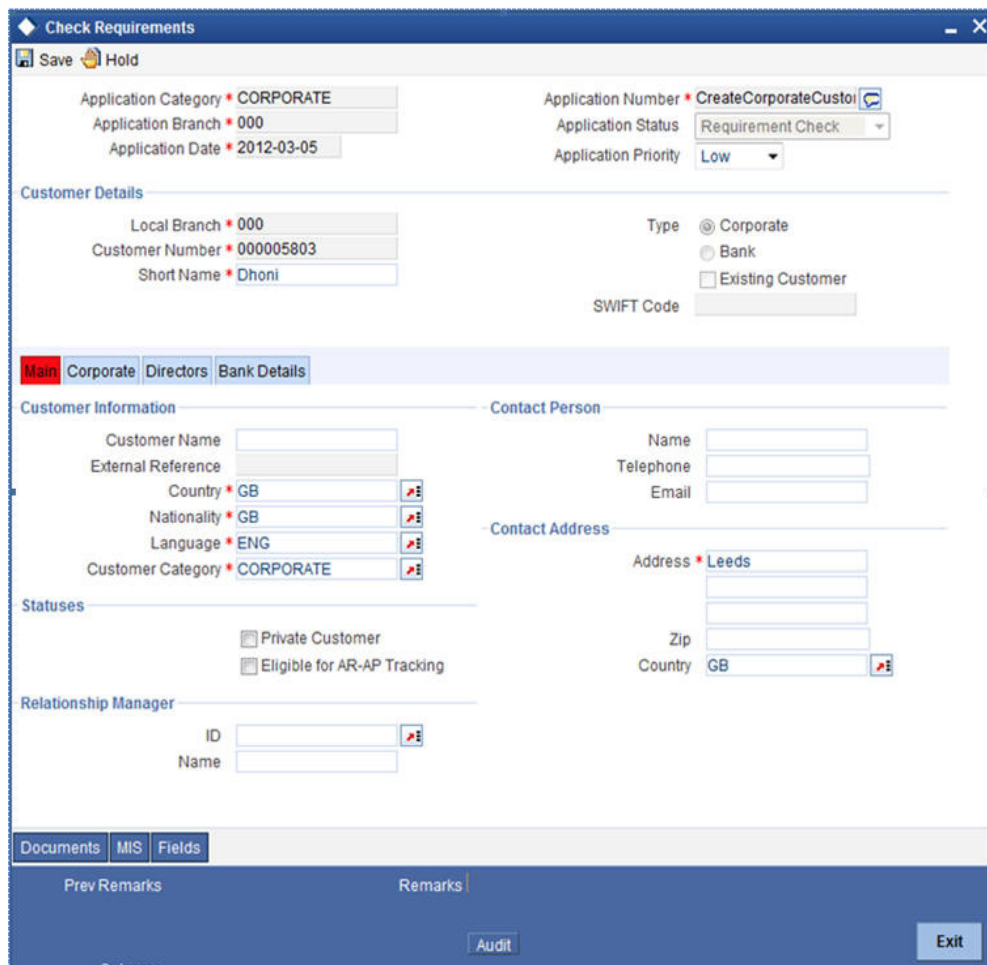 Check Requirements
Save Hold
Application Category * CORPORATE
Application Branch * 000
Application Date * 2012-03-05
Application Number * CreateCorporateCustor
Application Status Requirement Check
Application Priority Low
Customer Details
Local Branch * 000
Customer Number * 000005803
Short Name * Dhoni
Type Corporate
Bank
Existing Customer
SWIFT Code
Main Corporate Directors Bank Details
Customer Information
Customer Name
External Reference
Country * GB
Nationality * GB
Language * ENG
Customer Category * CORPORATE
Statuses
Private Customer
Eligible for AR-AP Tracking
Relationship Manager
ID
Name
Contact Person
Name
Telephone
Email
Contact Address
Address * Leeds
Zip
Country GB
Documents MIS Fields
Prev Remarks Remarks
Audit
Exit